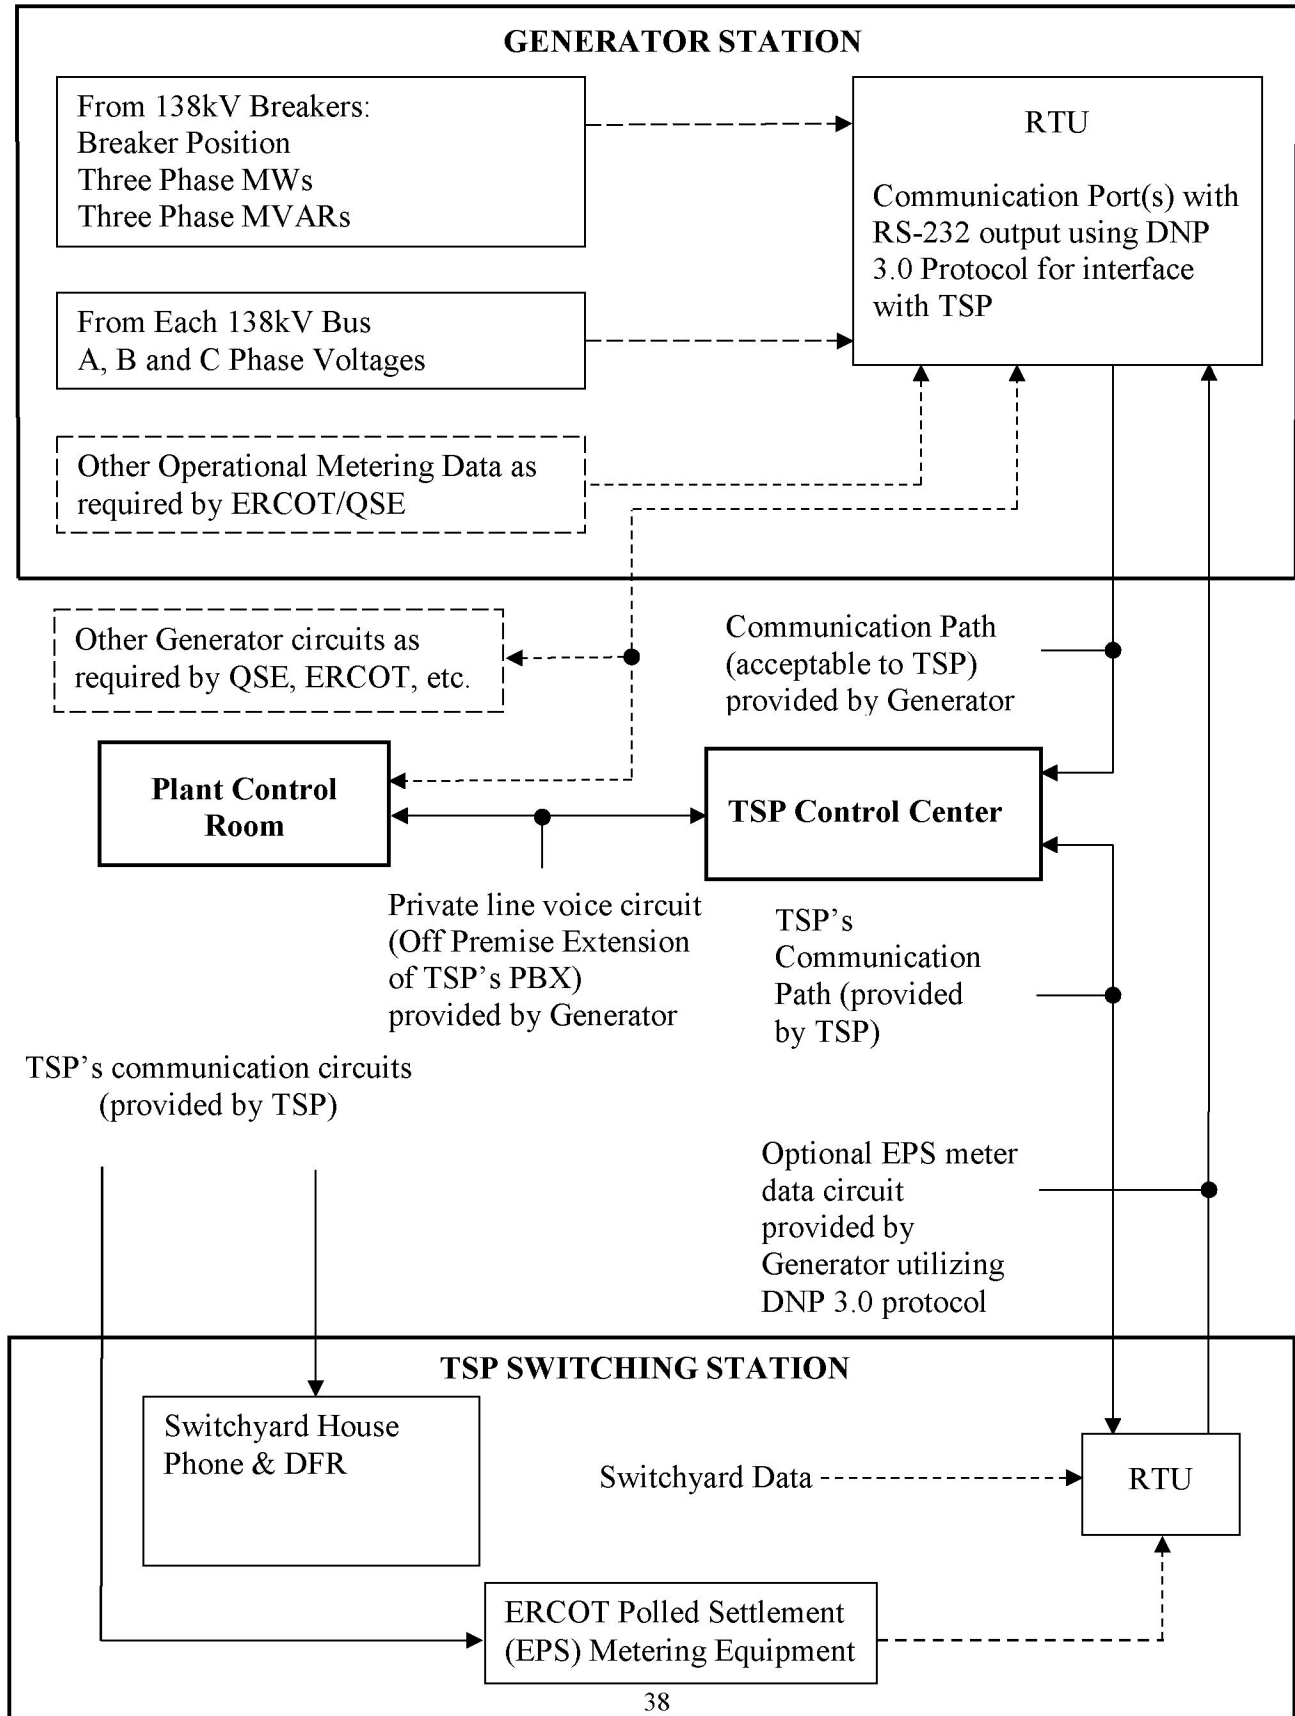 GENERATOR STATION
From 138kV Breakers:
Breaker Position
Three Phase MWs
Three Phase MVARs
RTU
Communication Port(s) with
RS-232 output using DNP
3.0 Protocol for interface
with TSP
From Each 138kV Bus
A, B and C Phase Voltages
Other Operational Metering Data as
required by ERCOT/QSE
Other Generator circuits as
required by QSE, ERCOT, etc.
Communication Path
(acceptable to TSP)
provided by Generator
Plant Control
Room
TSP Control Center
Private line voice circuit
(Off Premise Extension
of TSP's PBX)
provided by Generator
TSP's
Communication
Path (provided
by TSP)
TSP's communication circuits
(provided by TSP)
Optional EPS meter
data circuit
provided by
Generator utilizing
DNP 3.0 protocol
TSP SWITCHING STATION
Switchyard House
Phone & DFR
Switchyard Data
RTU
ERCOT Polled Settlement
(EPS) Metering Equipment
38